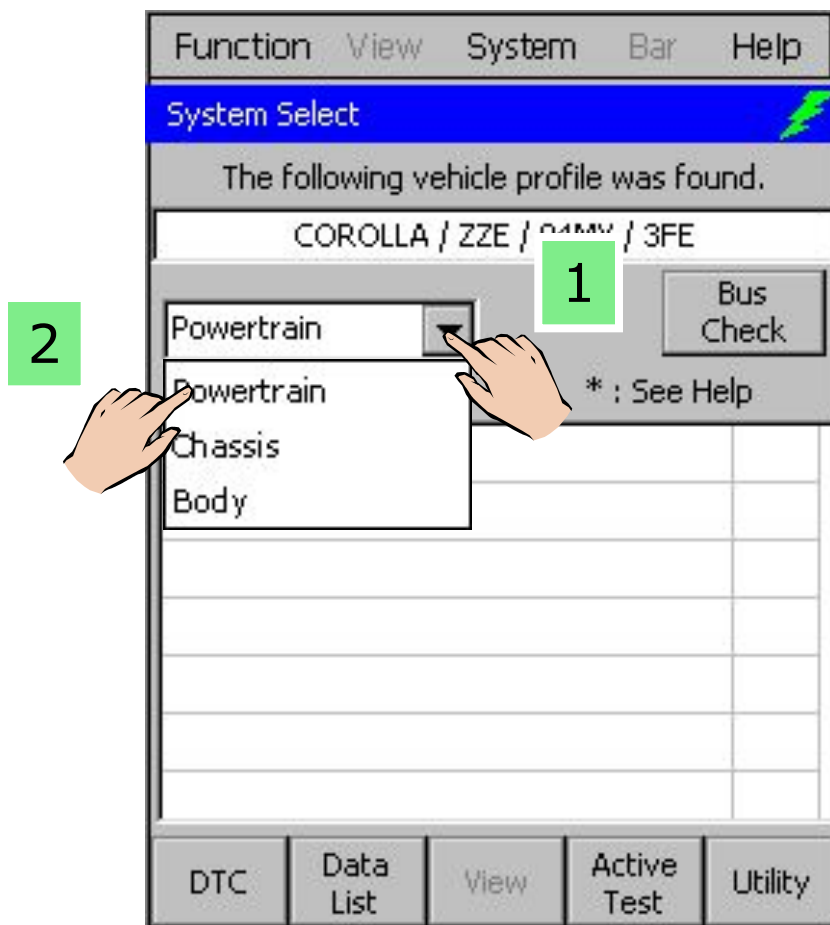 Function View System Bar Help
System Select
The following vehicle profile was found.
COROLLA / ZZE / 04MY / 3FE
1
Bus
Check
2
Powertrain
Powertrain
* : See Help
Chassis
Body
DTC
Data
List
View
Active
Test
Utility